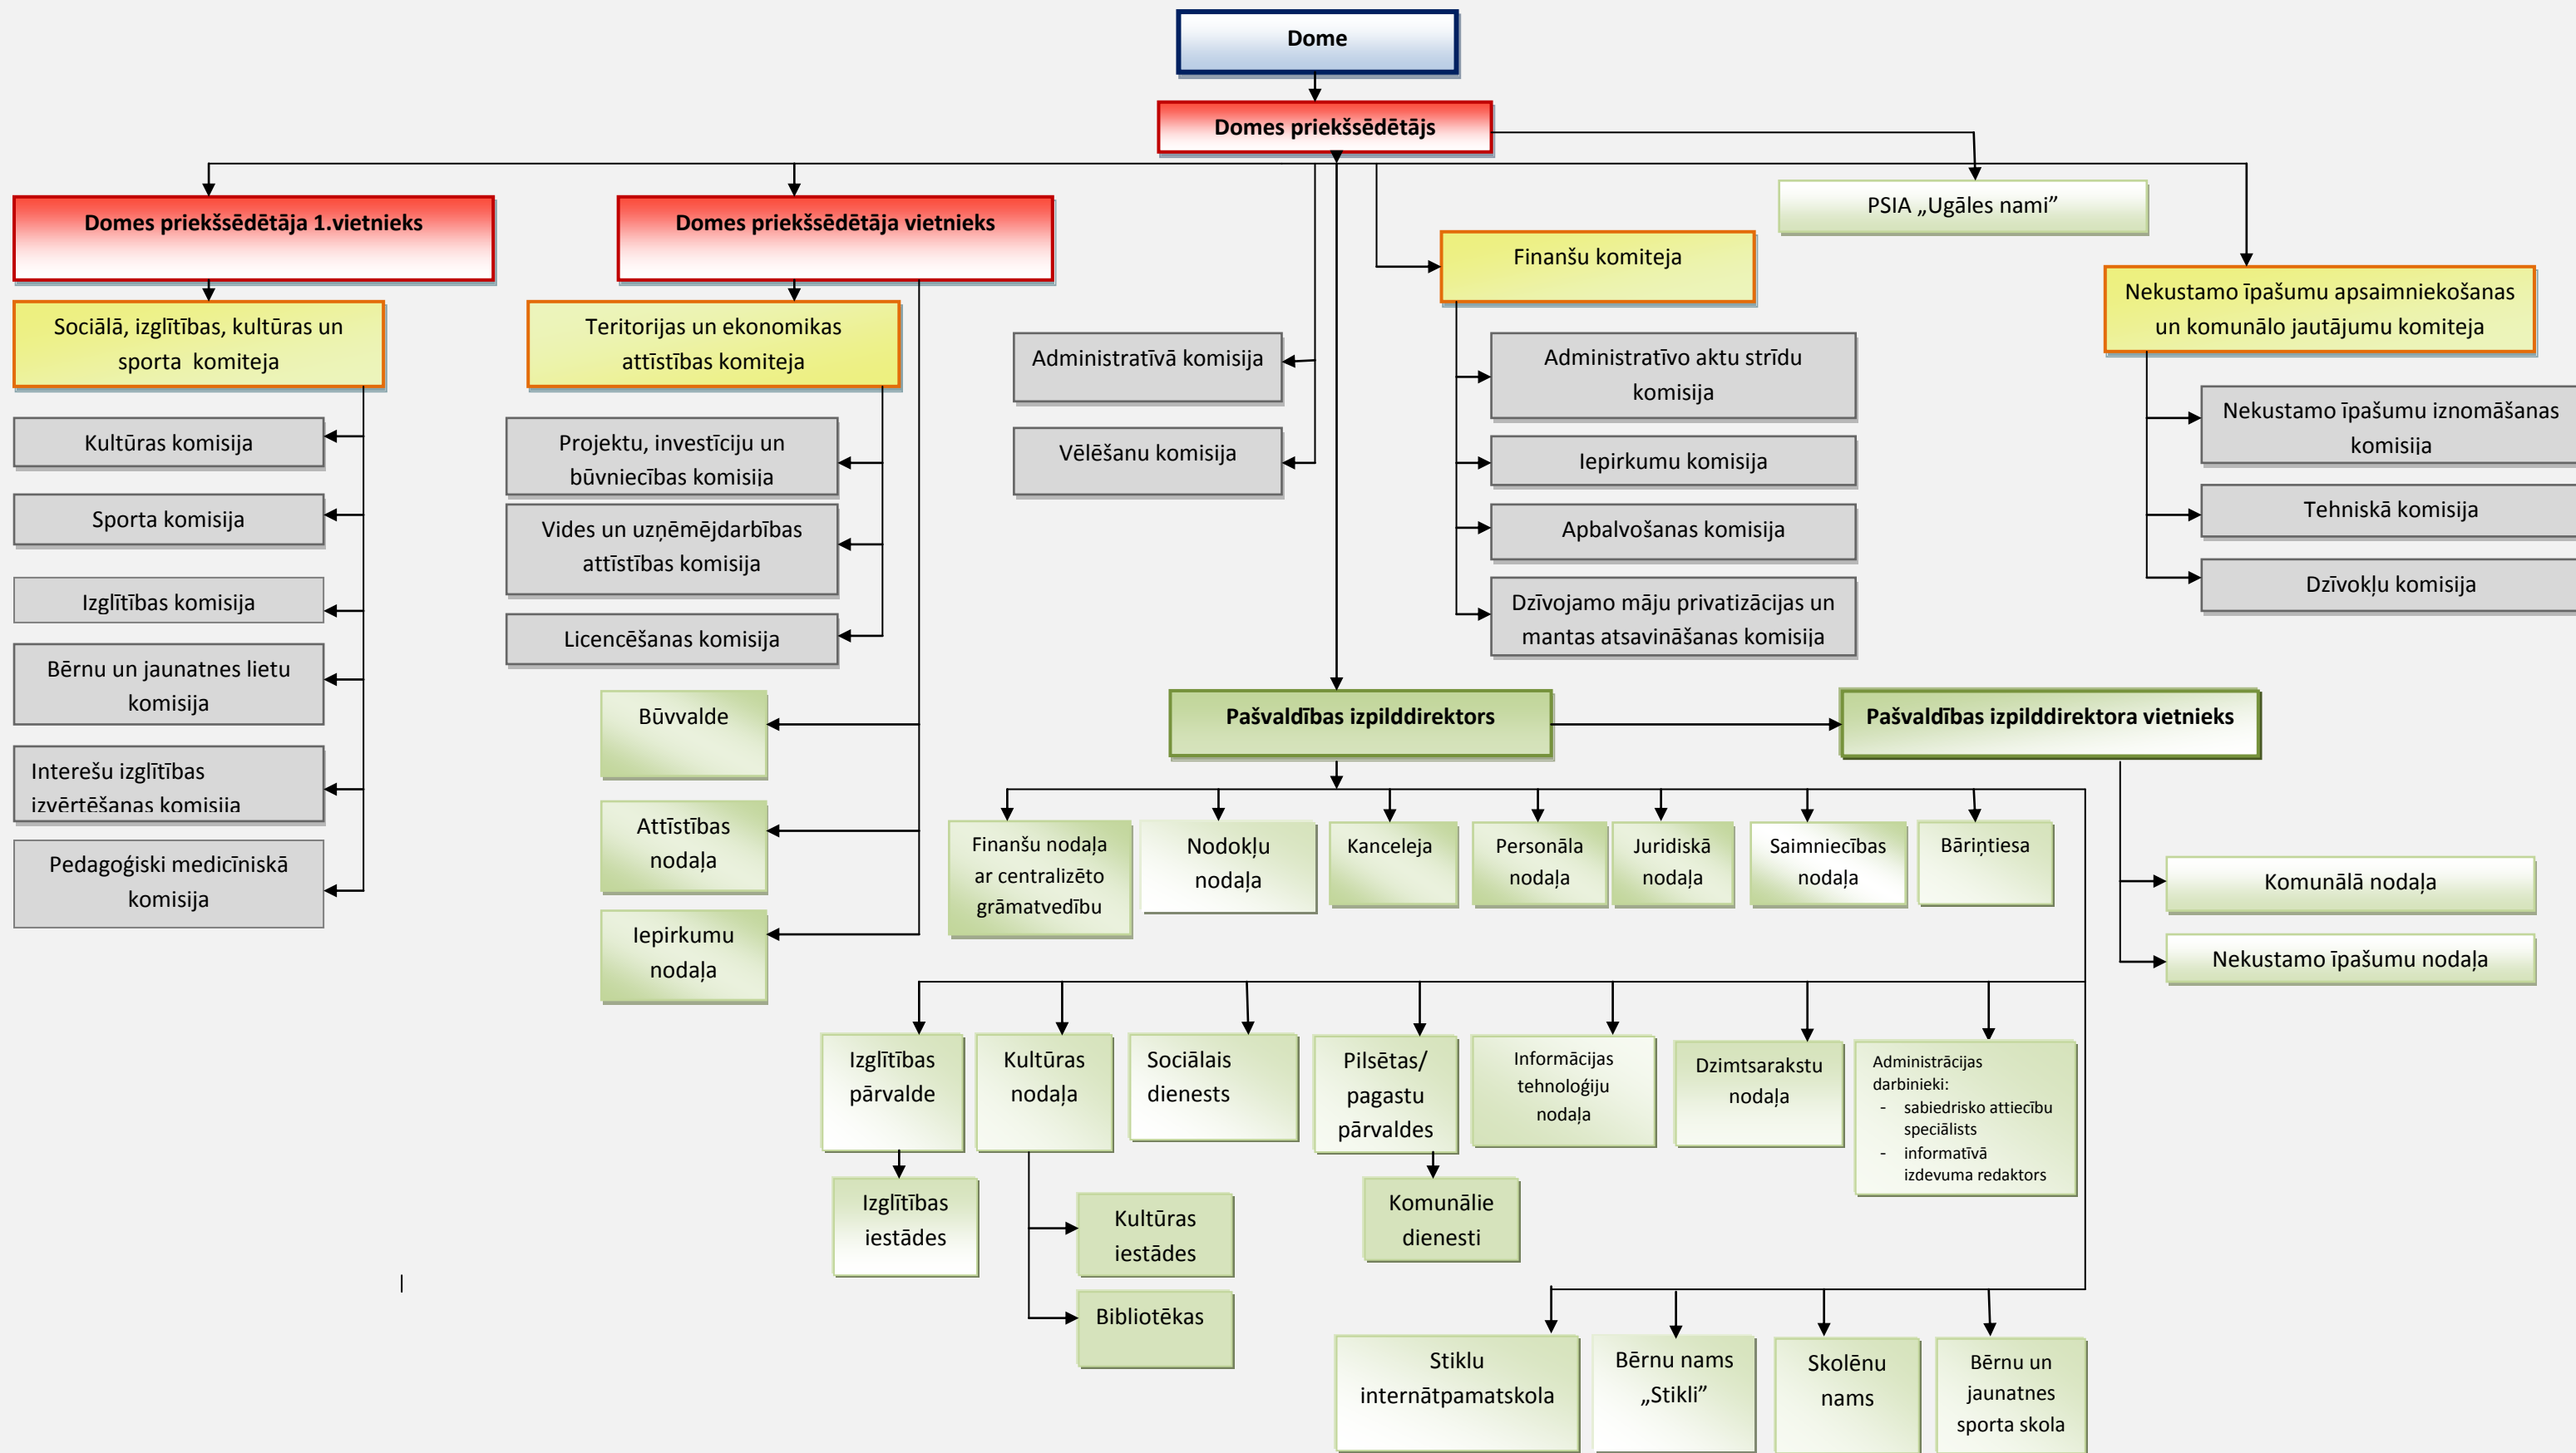 Dome
Domes priekšsēdētājs
Domes priekšsēdētāja 1.vietnieks
Domes priekšsēdētāja vietnieks
PSIA „Ugāles nami”
Finanšu komiteja
Nekustamo īpašumu apsaimniekošanas
un komunālo jautājumu komiteja
Sociālā, izglītības, kultūras un
sporta komiteja
Teritorijas un ekonomikas
attīstības komiteja
Kultūras komisija
Sporta komisija
Izglītības komisija
Bērnu un jaunatnes lietu
komisija
Interešu izglītības
izvērtēšanas komisija
Pedagoģiski medicīniskā
komisija
Projektu, investīciju un
būvniecības komisija
Vides un uzņēmējdarbības
attīstības komisija
Licencēšanas komisija
Būvvalde
Attīstības
nodaļa
Iepirkumu
nodaļa
Administratīvā komisija
Vēlēšanu komisija
Administratīvo aktu strīdu
komisija
Iepirkumu komisija
Apbalvošanas komisija
Dzīvojamo māju privatizācijas un
mantas atsavināšanas komisija
Nekustamo īpašumu iznomāšanas
komisija
Tehniskā komisija
Dzīvokļu komisija
Pašvaldības izpilddirektors
Pašvaldības izpilddirektora vietnieks
Finanšu nodaļa
ar centralizēto
grāmatvedību
Nodokļu
nodaļa
Kanceleja
Personāla
nodaļa
Juridiskā
nodaļa
Saimniecības
nodaļa
Bāriņtiesa
Komunālā nodaļa
Nekustamo īpašumu nodaļa
Izglītības
pārvalde
Kultūras
nodaļa
Sociālais
dienests
Pilsētas/
pagastu
pārvaldes
Informācijas
tehnoloģiju
nodaļa
Dzimtsarakstu
nodaļa
Administrācijas
darbinieki:
- sabiedrisko attiecību
speciālists
- informatīvā
izdevuma redaktors
Izglītības
iestādes
Kultūras
iestādes
Bibliotēkas
Komunālie
dienesti
Stiklu
internātpamatskola
Bērnu nams
„Stikli”
Skolēnu
nams
Bērnu un
jaunatnes
sporta skola